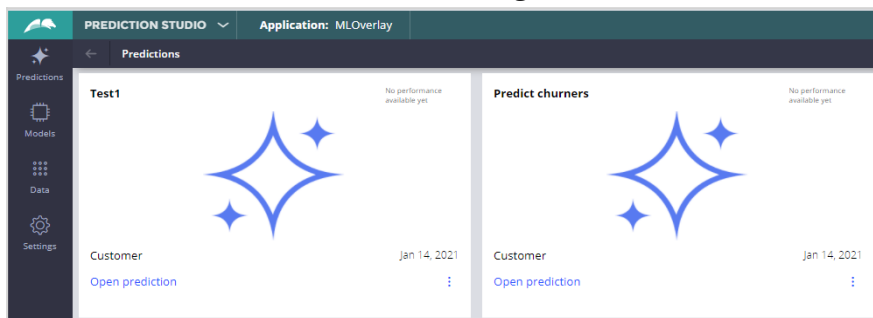 PREDICTION STUDIO Application: MLOverlay
Predictions
Predictions
Models
Data
Settings
Test1
No performance
available yet
Customer
Jan 14, 2021
Open prediction
Predict churners
No performance
available yet
Customer
Jan 14, 2021
Open prediction